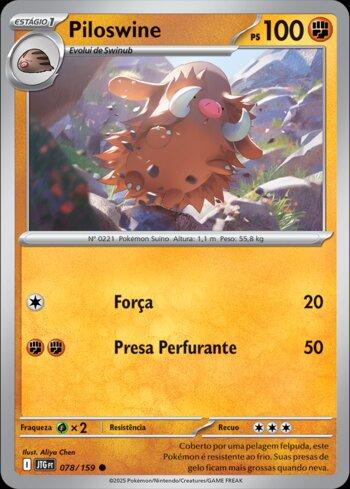 ESTÁGIO 1
Piloswine
PS 100
Evolui de Swinub
Nº 0221 Pokémon Suíno Altura: 1,1 m Peso: 55,8 kg
Força 20
Presa Perfurante 50
Fraqueza ×2 Resistência Recuo
Ilust. Aliya Chen
I JTG PT 078/159
Coberto por uma pelagem felpuda, este
Pokémon é resistente ao frio. Suas presas de
gelo ficam mais grossas quando neva.
©2025 Pokémon/Nintendo/Creatures/GAME FREAK